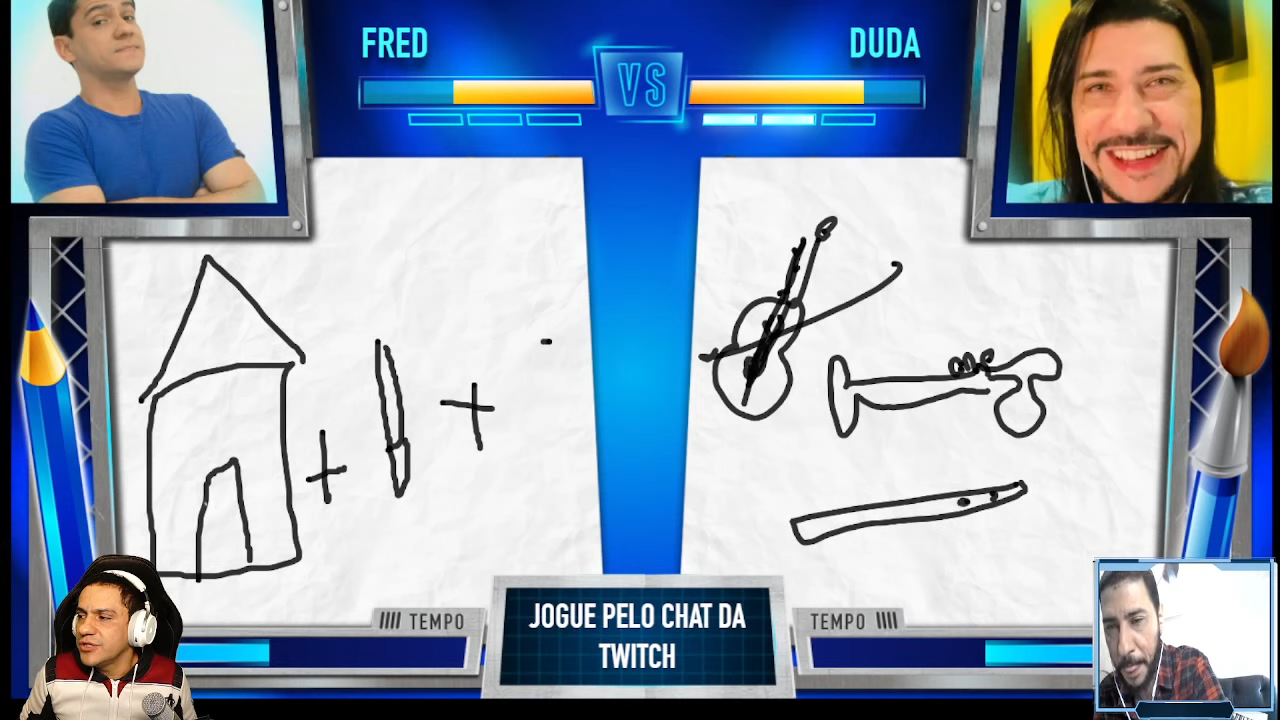 FRED
VS
DUDA
TEMPO
TEMPO
JOGUE PELO CHAT DA
TWITCH